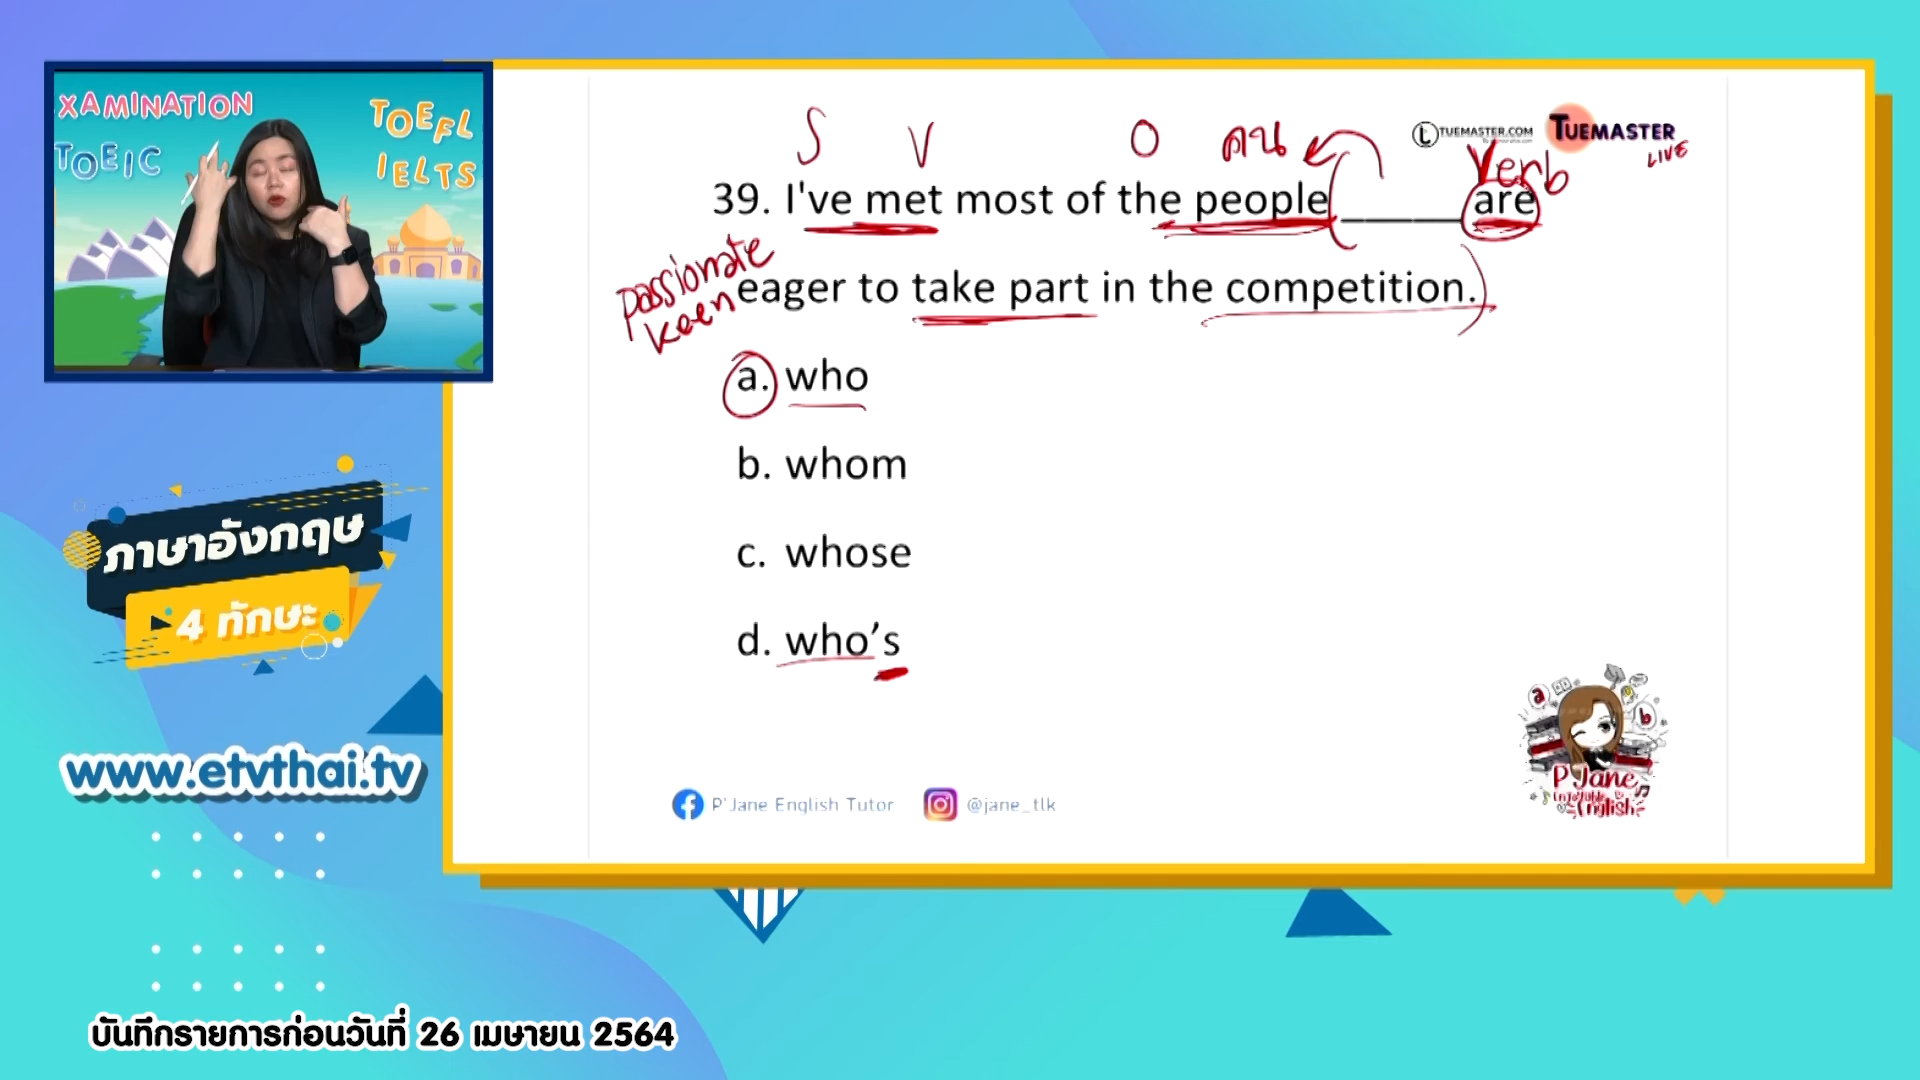 XAMINATION
TOEIC
TOEFL
IELTS
S V O คน
TUEMASTER.COM
TUEMASTER
LIVE
Verb
39. I've met most of the people ______ are
passionate
keen
eager to take part in the competition.
a. who
b. whom
c. whose
d. who's
ภาษาอังกฤษ
4 ทักษะ
www.etvthai.tv
a
b
P'Jane
English
P'Jane English Tutor
@jane_tlk
บันทึกรายการก่อนวันที่ 26 เมษายน 2564